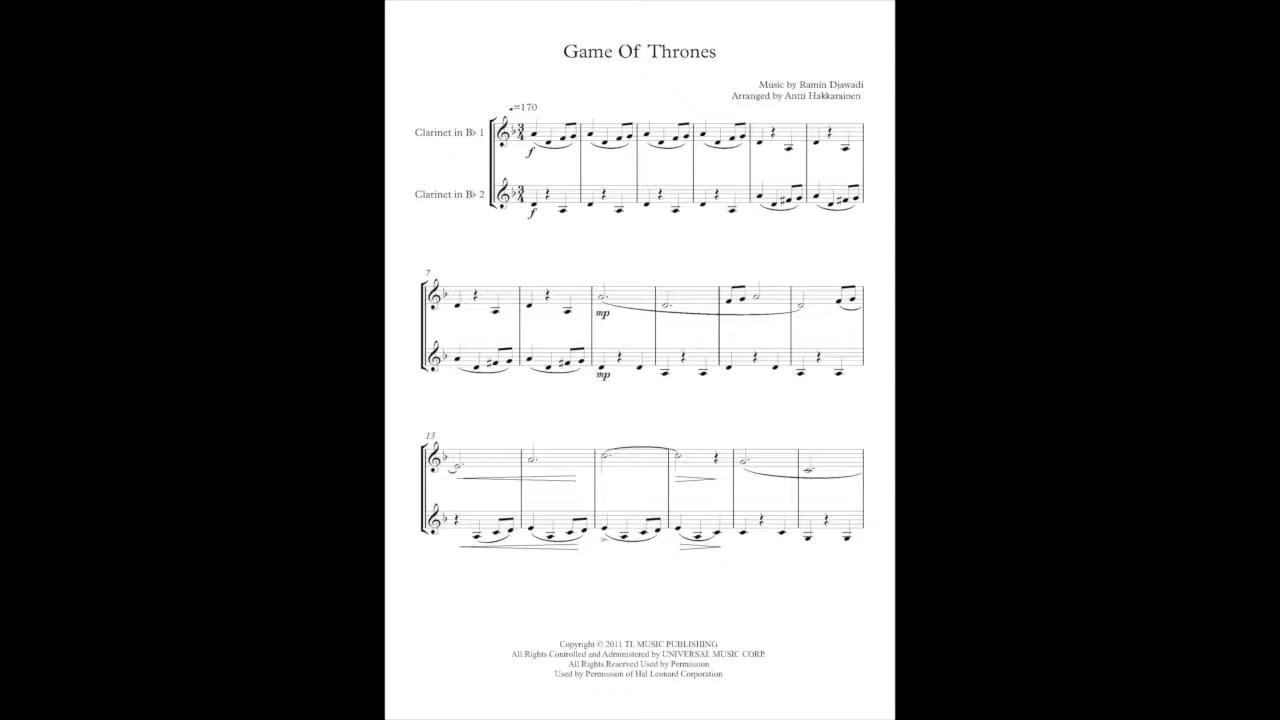 Game Of Thrones
Music by Ramin Djawadi
Arranged by Antti Hakkarainen
♩=170
Clarinet in B♭ 1
f
Clarinet in B♭ 2
f
7
mp
mp
13
Copyright © 2011 TL MUSIC PUBLISHING
All Rights Controlled and Administered by UNIVERSAL MUSIC CORP.
All Rights Reserved Used by Permission
Used by Permission of Hal Leonard Corporation